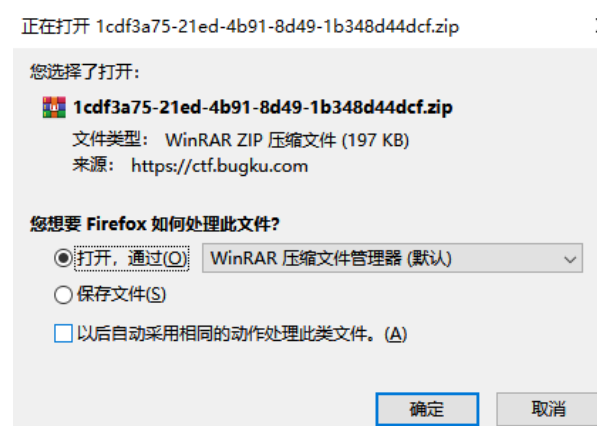 正在打开 1cdf3a75-21ed-4b91-8d49-1b348d44dcf.zip
您选择了打开:
1cdf3a75-21ed-4b91-8d49-1b348d44dcf.zip
文件类型: WinRAR ZIP 压缩文件 (197 KB)
来源: https://ctf.bugku.com
您想要 Firefox 如何处理此文件?
打开，通过(O) WinRAR 压缩文件管理器 (默认)
保存文件(S)
以后自动采用相同的动作处理此类文件。(A)
确定 取消